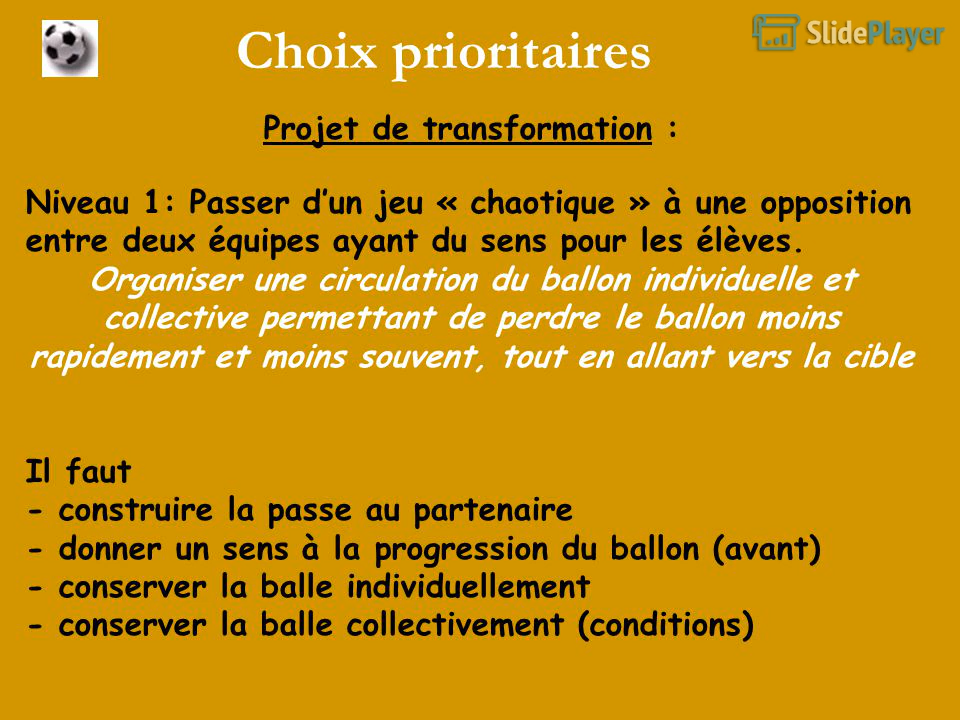 Choix prioritaires
SlidePlayer
Projet de transformation :
Niveau 1: Passer d’un jeu « chaotique » à une opposition
entre deux équipes ayant du sens pour les élèves.
Organiser une circulation du ballon individuelle et
collective permettant de perdre le ballon moins
rapidement et moins souvent, tout en allant vers la cible
Il faut
- construire la passe au partenaire
- donner un sens à la progression du ballon (avant)
- conserver la balle individuellement
- conserver la balle collectivement (conditions)